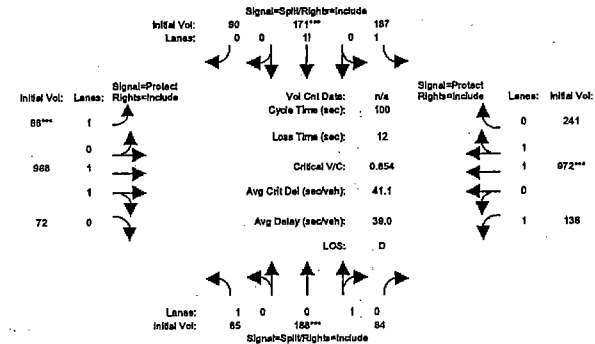 Signal=Split/Rights=Include
Initial Vol: 90 171*** 187
Lanes: 0 0 1! 0 1
Signal=Protect
Rights=Include
Initial Vol: Lanes:
88*** 1
0
968 1
1
72 0
Vol Cnt Date: n/a
Cycle Time (sec): 100
Loss Time (sec): 12
Critical V/C: 0.854
Avg Crit Del (sec/veh): 41.1
Avg Delay (sec/veh): 39.0
LOS: D
Signal=Protect
Rights=Include
Lanes: Initial Vol:
0 241
1
1 972***
0
1 138
Lanes: 1 0 0 1 0
Initial Vol: 65 188*** 84
Signal=Split/Rights=Include